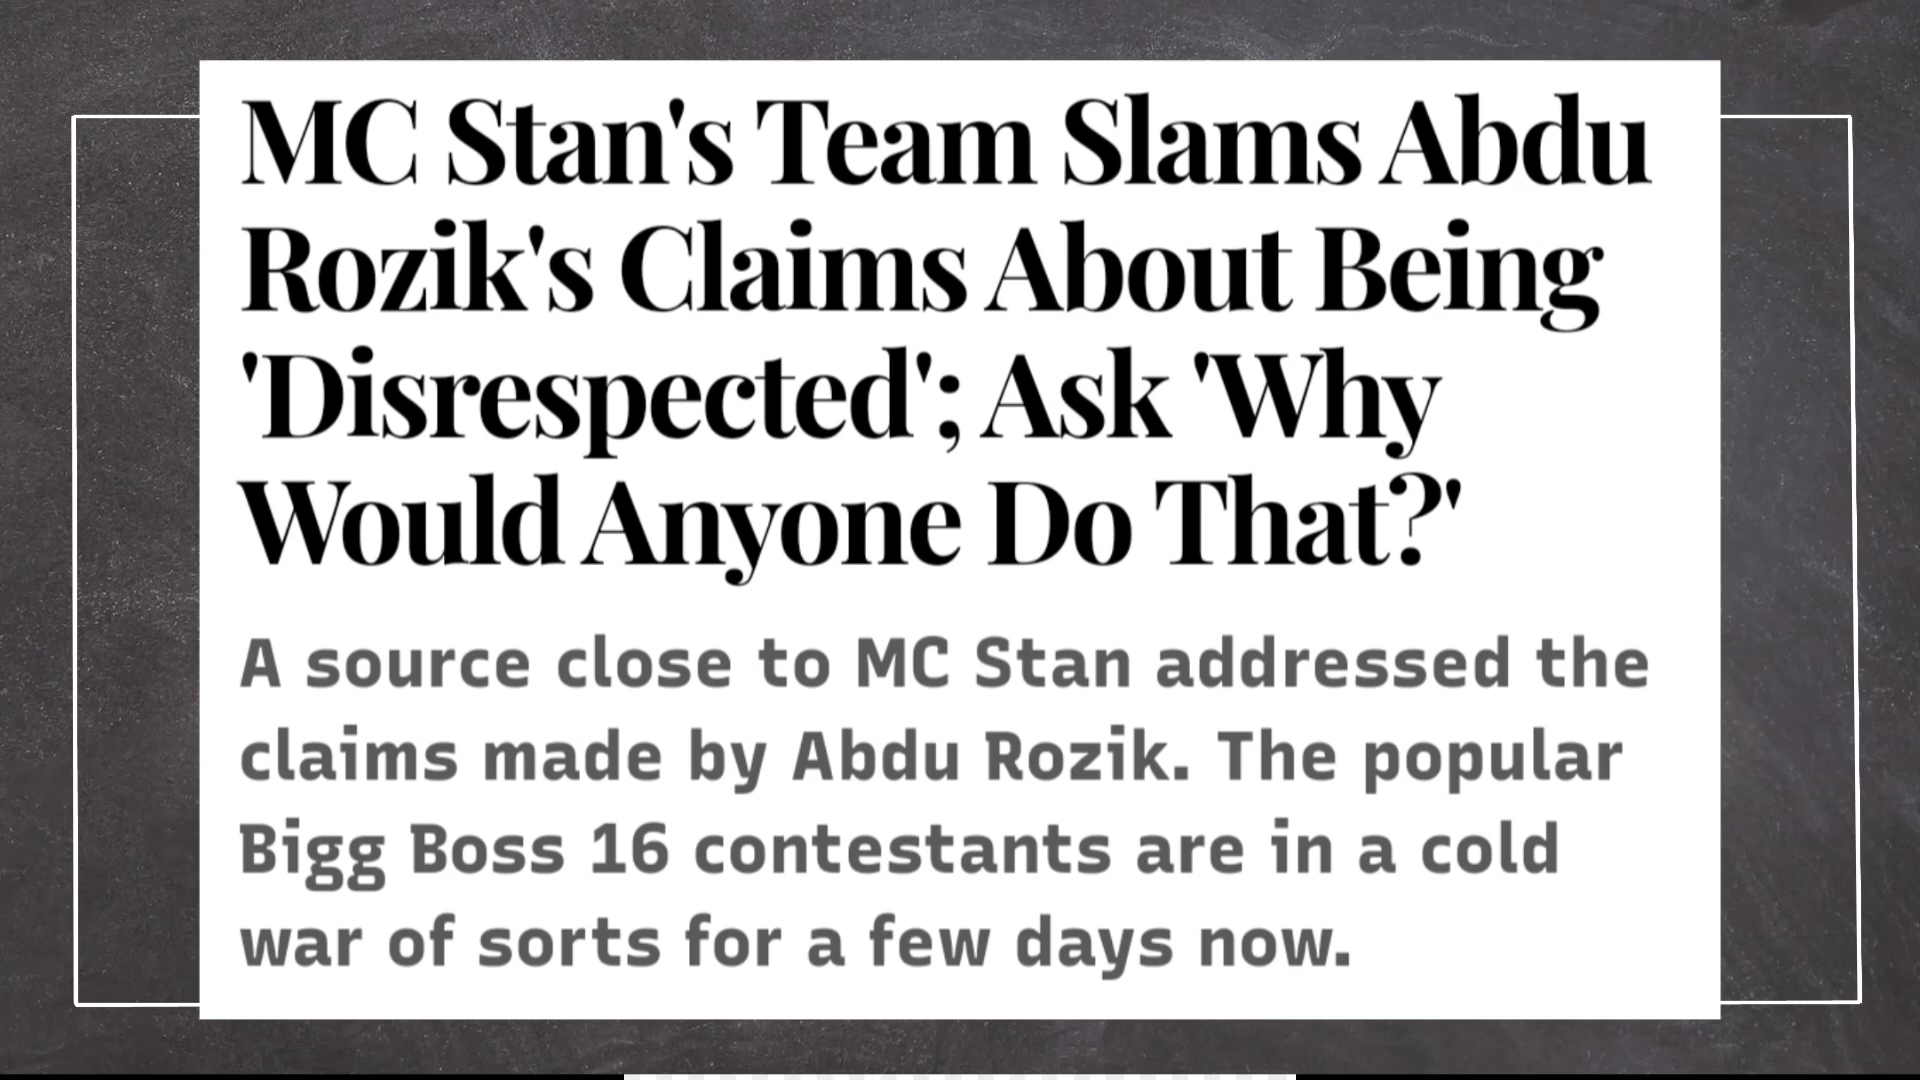 MC Stan's Team Slams Abdu
Rozik's Claims About Being
'Disrespected'; Ask 'Why
Would Anyone Do That?'
A source close to MC Stan addressed the
claims made by Abdu Rozik. The popular
Bigg Boss 16 contestants are in a cold
war of sorts for a few days now.